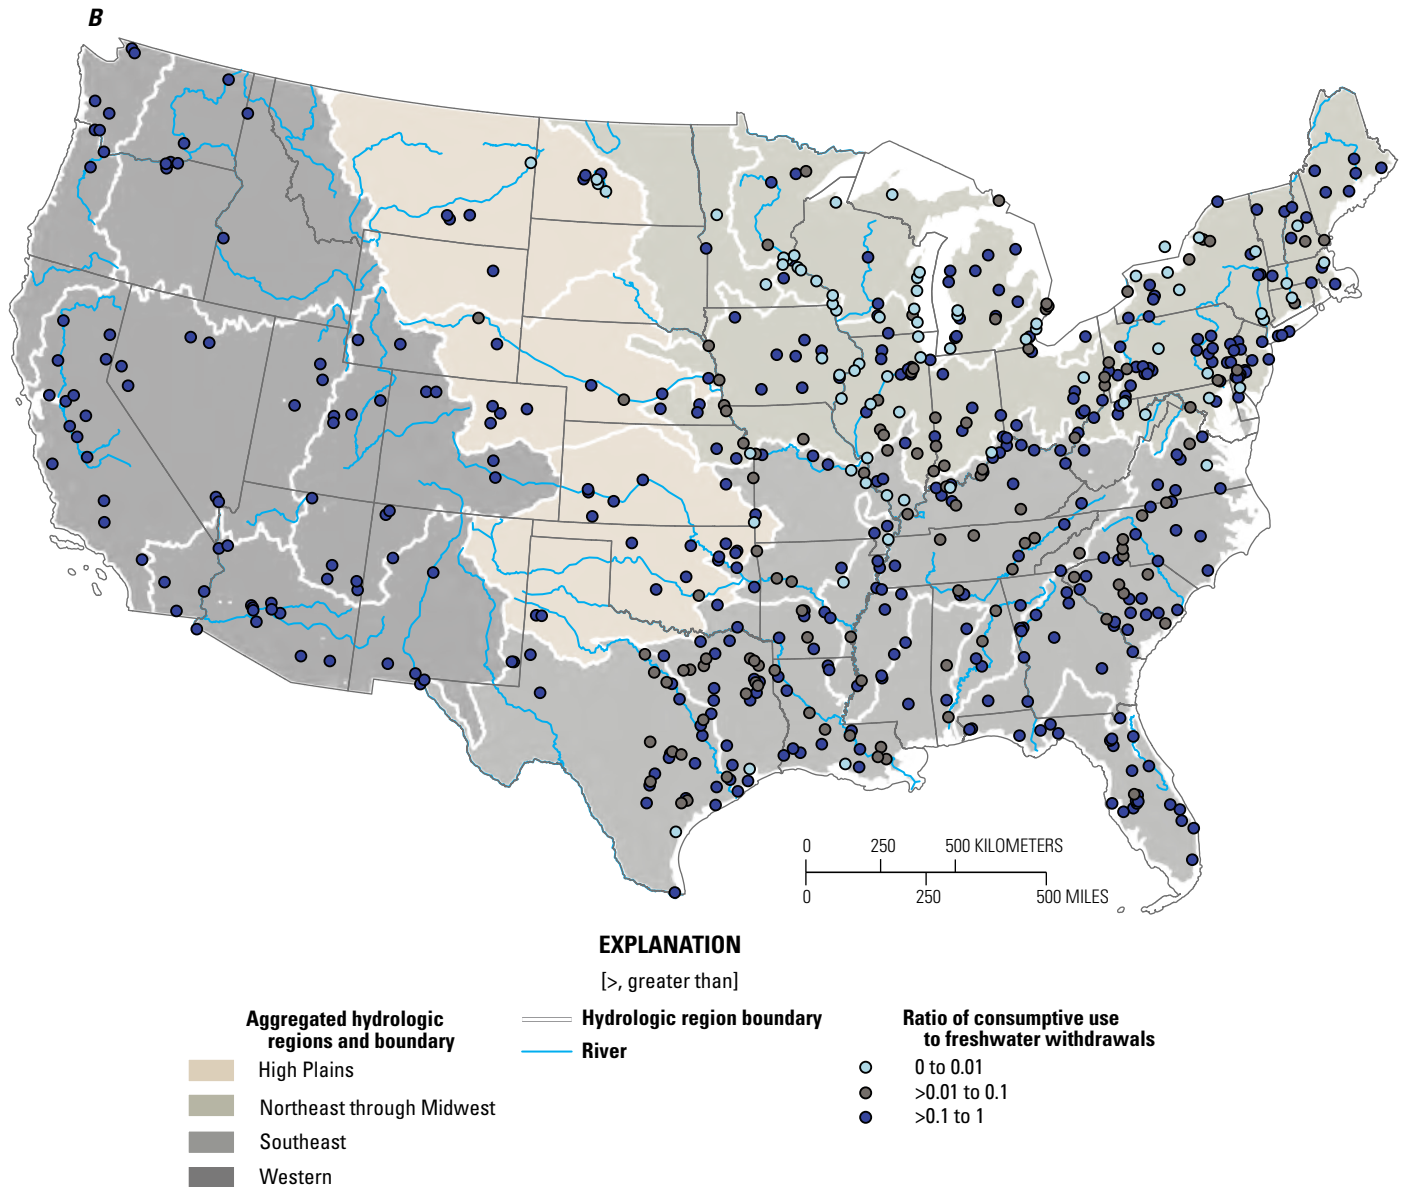 B
0 250 500 KILOMETERS
0 250 500 MILES
EXPLANATION
[>, greater than]
Aggregated hydrologic
regions and boundary
High Plains
Northeast through Midwest
Southeast
Western
Hydrologic region boundary
River
Ratio of consumptive use
to freshwater withdrawals
0 to 0.01
>0.01 to 0.1
>0.1 to 1